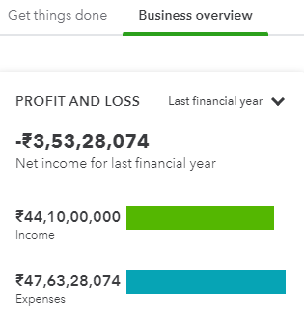 Get things done Business overview
PROFIT AND LOSS Last financial year
-₹3,53,28,074
Net income for last financial year
₹44,10,00,000
Income
₹47,63,28,074
Expenses